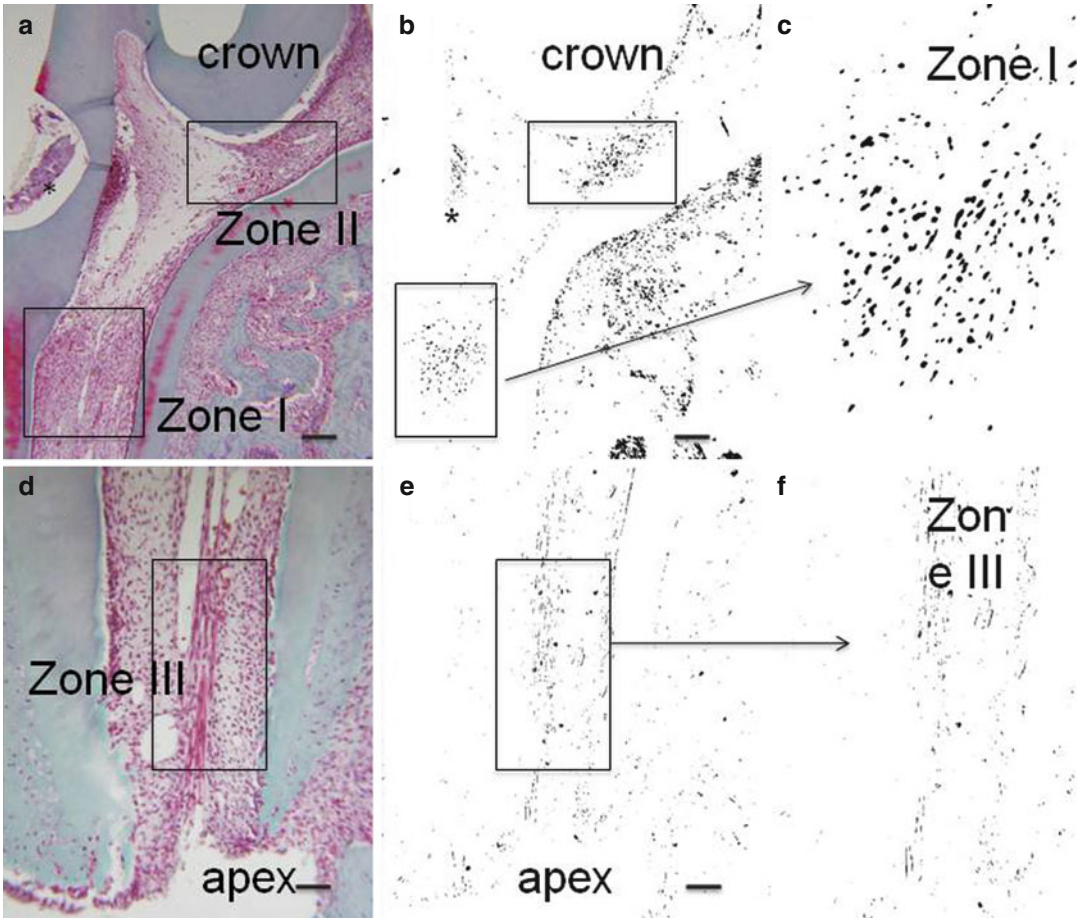 a
crown
Zone II
Zone I
*
b
crown
*
c
Zone I
d
Zone III
apex
e
apex
f
Zon
e III